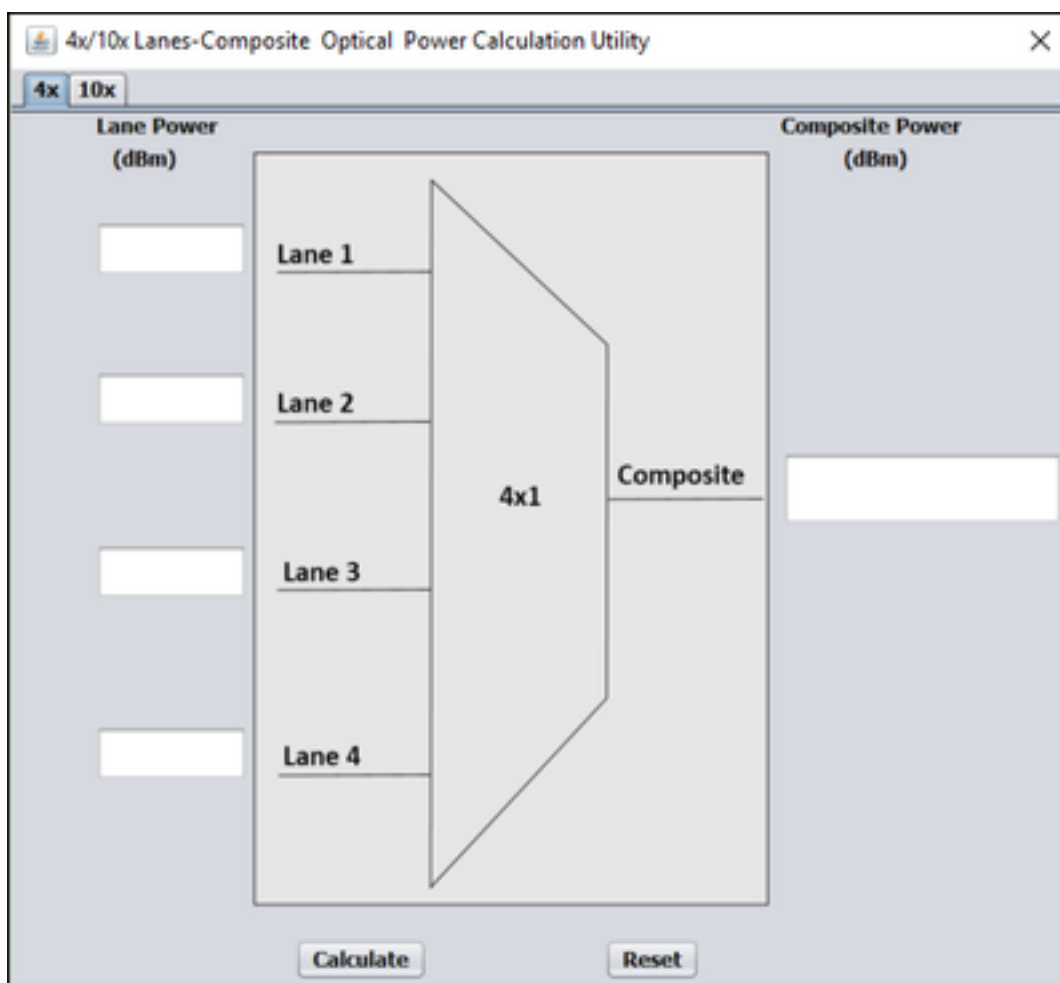 4x/10x Lanes-Composite Optical Power Calculation Utility
4x 10x
Lane Power
(dBm)
Composite Power
(dBm)
Lane 1
Lane 2
4x1
Composite
Lane 3
Lane 4
Calculate
Reset